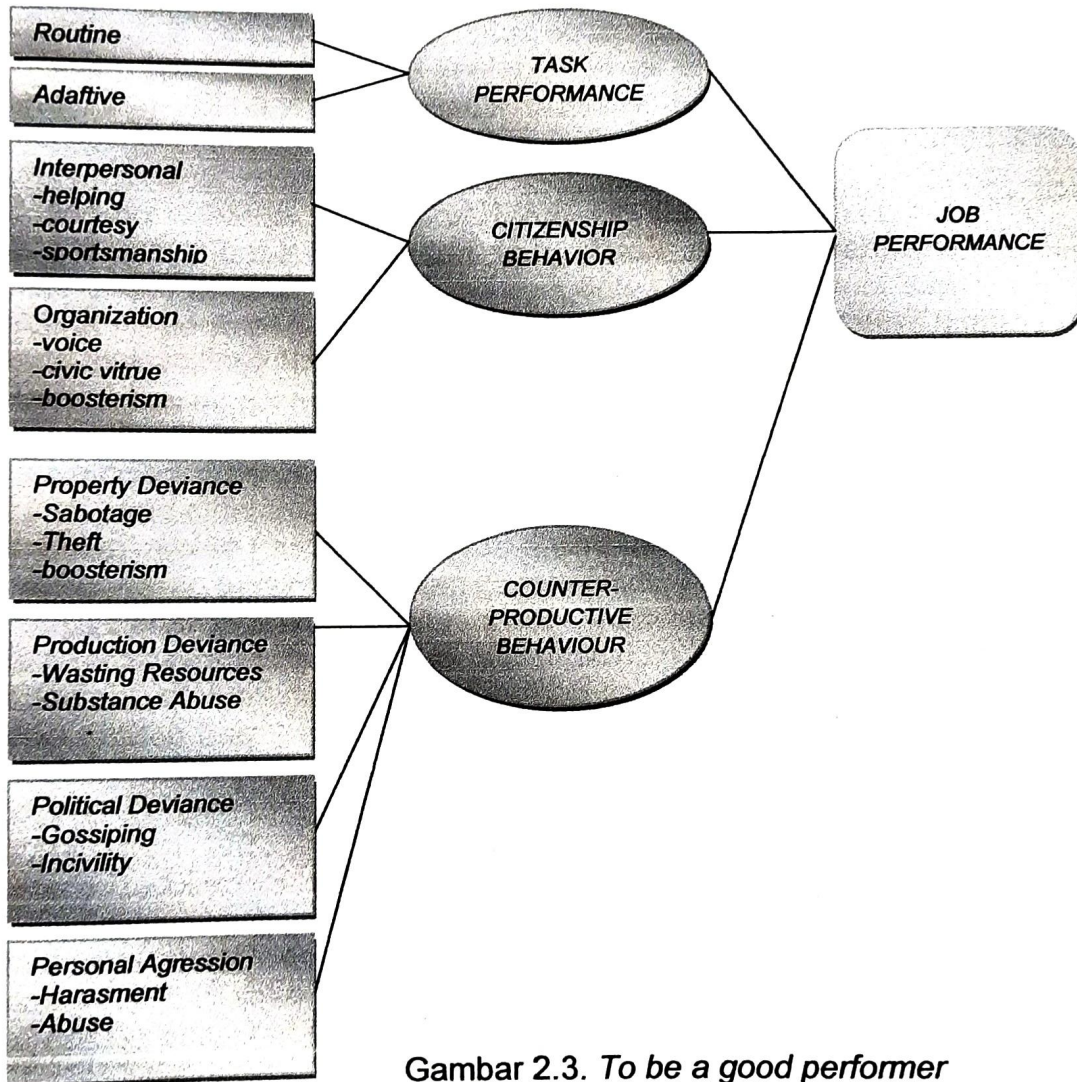 Routine
Adaftive
Interpersonal
-helping
-courtesy
-sportsmanship
Organization
-voice
-civic vitrue
-boosterism
Property Deviance
-Sabotage
-Theft
-boosterism
Production Deviance
-Wasting Resources
-Substance Abuse
Political Deviance
-Gossiping
-Incivility
Personal Agression
-Harasment
-Abuse
TASK
PERFORMANCE
CITIZENSHIP
BEHAVIOR
COUNTER-
PRODUCTIVE
BEHAVIOUR
JOB
PERFORMANCE
Gambar 2.3. To be a good performer